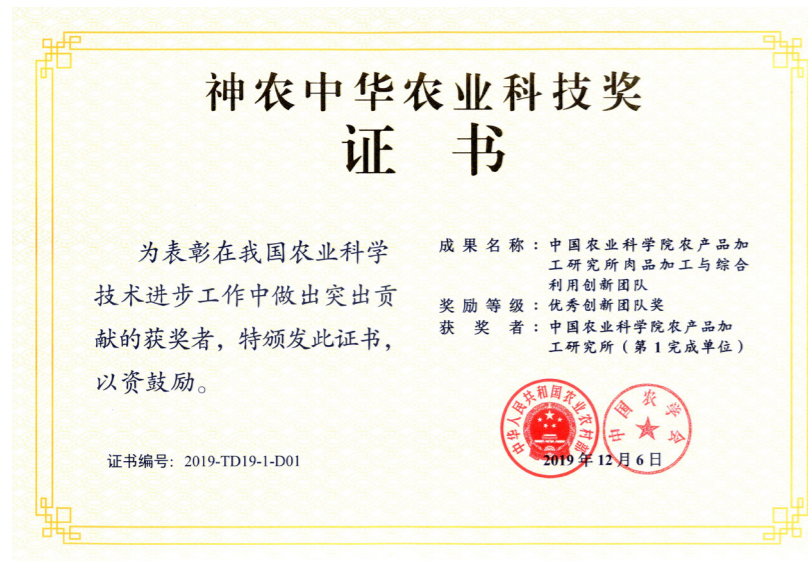 神农中华农业科技奖
证 书
为表彰在我国农业科学
技术进步工作中做出突出贡
献的获奖者，特颁发此证书，
以资鼓励。
证书编号：2019-TD19-1-D01
成果名称：中国农业科学院农产品加
工研究所肉品加工与综合
利用创新团队
奖励等级：优秀创新团队奖
获 奖 者：中国农业科学院农产品加
工研究所（第1完成单位）
中华人民共和国农业农村部
中国农学会
2019年12月6日